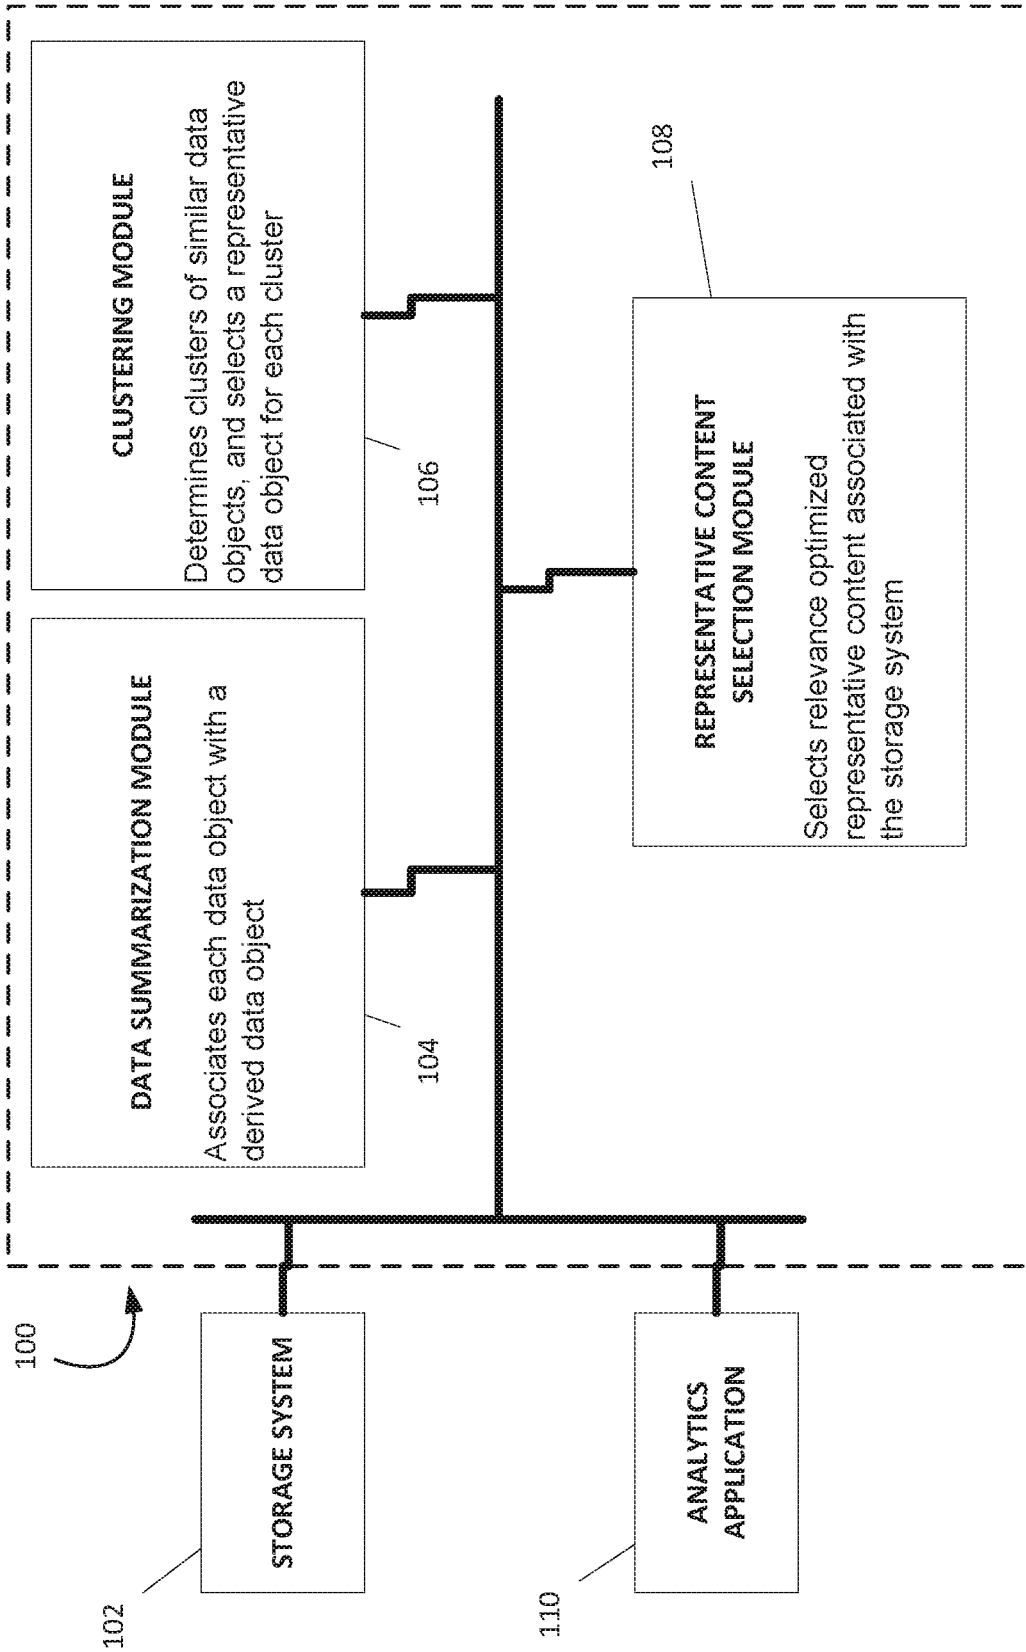 100
102
STORAGE SYSTEM
110
ANALYTICS
APPLICATION
DATA SUMMARIZATION MODULE
Associates each data object with a
derived data object
104
CLUSTERING MODULE
Determines clusters of similar data
objects, and selects a representative
data object for each cluster
106
REPRESENTATIVE CONTENT
SELECTION MODULE
Selects relevance optimized
representative content associated with
the storage system
108